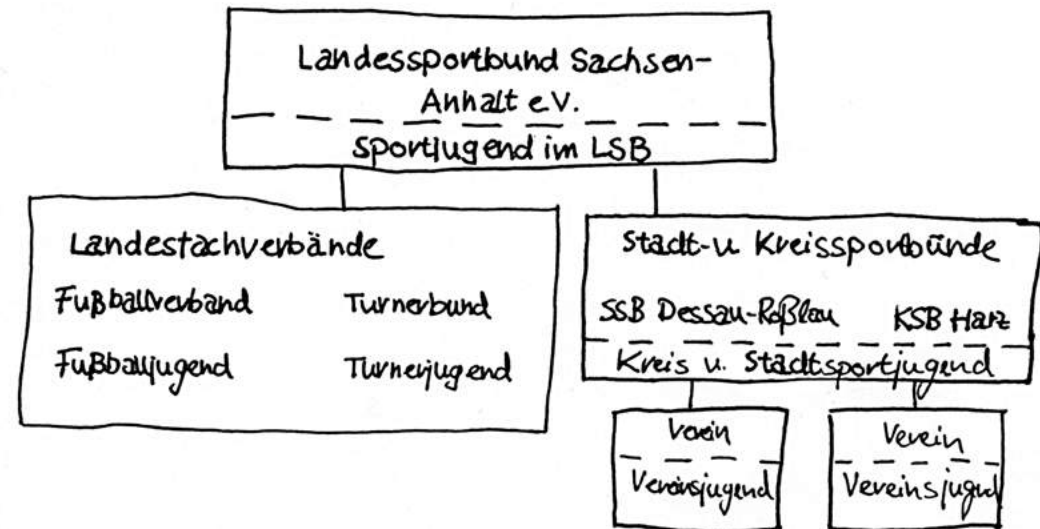 Landessportbund Sachsen-
Anhalt e.V.
Sportjugend im LSB
Landesfachverbände
Fußballverband Turnerbund
Fußballjugend Turnerjugend
Stadt-u Kreissportbünde
SSB Dessau-Roßlau KSB Harz
Kreis u. Stadtsportjugend
Verein
Vereinsjugend
Verein
Vereinsjugend